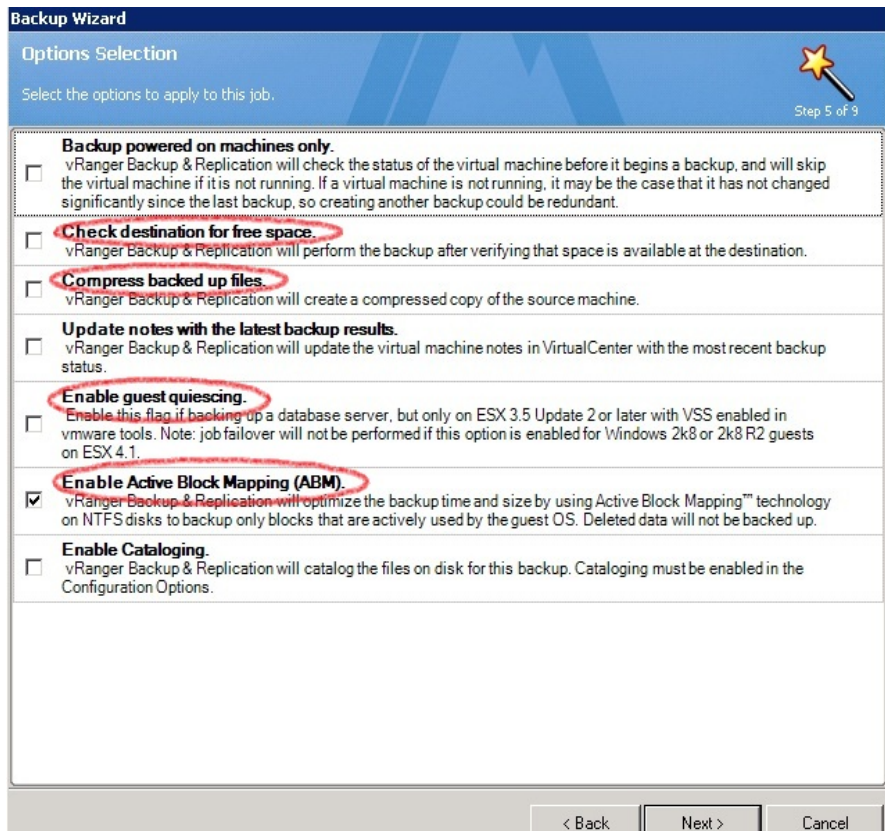 Backup Wizard
Options Selection
Select the options to apply to this job.
Step 5 of 9
Backup powered on machines only.
vRanger Backup & Replication will check the status of the virtual machine before it begins a backup, and will skip
the virtual machine if it is not running. If a virtual machine is not running, it may be the case that it has not changed
significantly since the last backup, so creating another backup could be redundant.
Check destination for free space.
vRanger Backup & Replication will perform the backup after verifying that space is available at the destination.
Compress backed up files.
vRanger Backup & Replication will create a compressed copy of the source machine.
Update notes with the latest backup results.
vRanger Backup & Replication will update the virtual machine notes in VirtualCenter with the most recent backup
status.
Enable guest quiescing.
Enable this flag if backing up a database server, but only on ESX 3.5 Update 2 or later with VSS enabled in
vmware tools. Note: job failover will not be performed if this option is enabled for Windows 2k8 or 2k8 R2 guests
on ESX 4.1.
Enable Active Block Mapping (ABM).
vRanger Backup & Replication will optimize the backup time and size by using Active Block Mapping™ technology
on NTFS disks to backup only blocks that are actively used by the guest OS. Deleted data will not be backed up.
Enable Cataloging.
vRanger Backup & Replication will catalog the files on disk for this backup. Cataloging must be enabled in the
Configuration Options.
< Back
Next >
Cancel